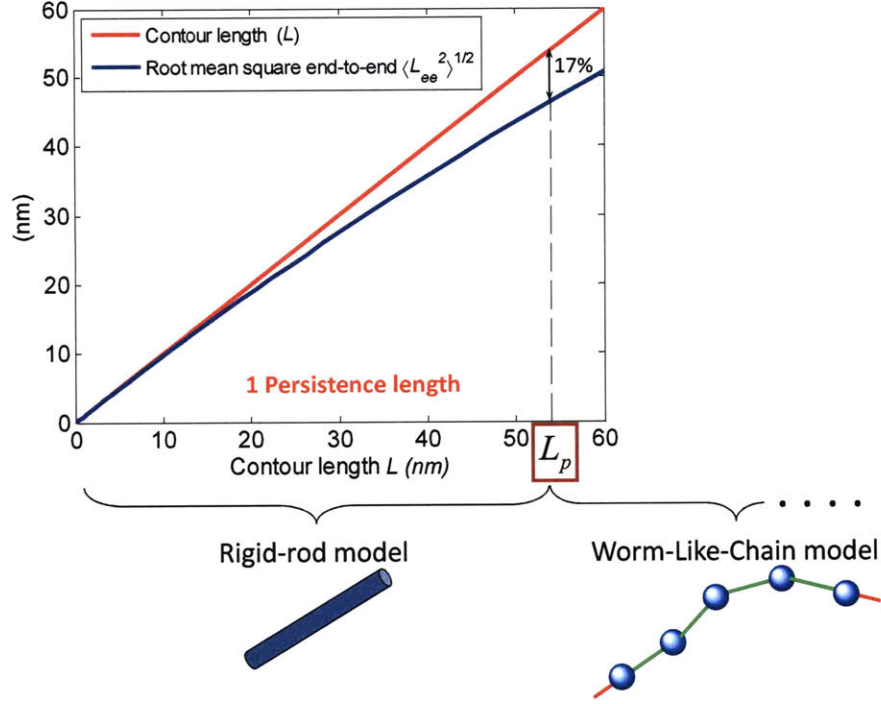 60
50
40
30
20
10
0
(nm)
Contour length (L)
Root mean square end-to-end ⟨L_ee²⟩^1/2
17%
1 Persistence length
0 10 20 30 40 50 60
Contour length L (nm)
L_p
Rigid-rod model
Worm-Like-Chain model